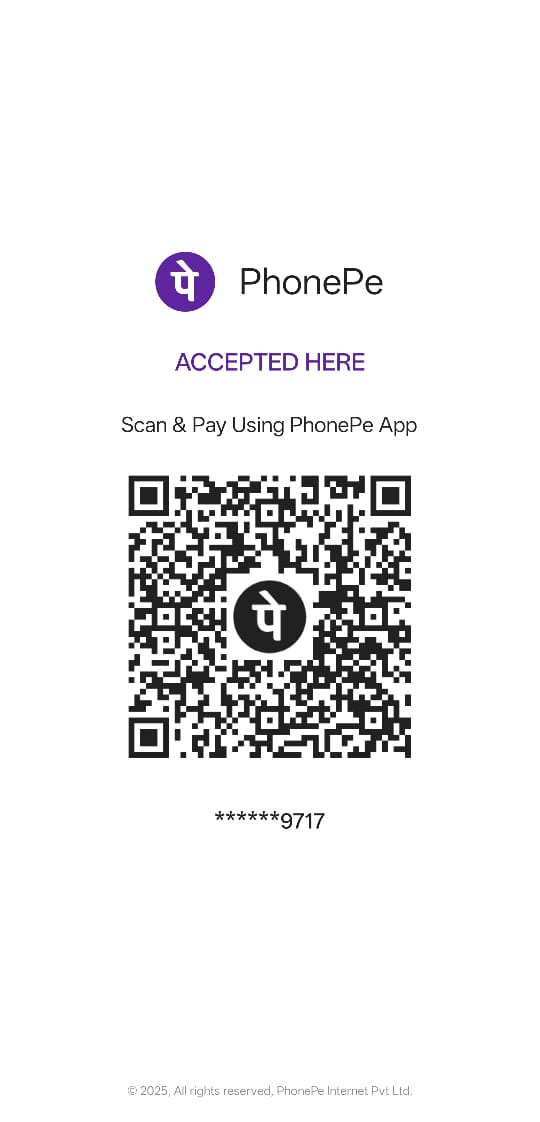 पे PhonePe
ACCEPTED HERE
Scan & Pay Using PhonePe App
पे
******9717
© 2025, All rights reserved, PhonePe Internet Pvt Ltd.